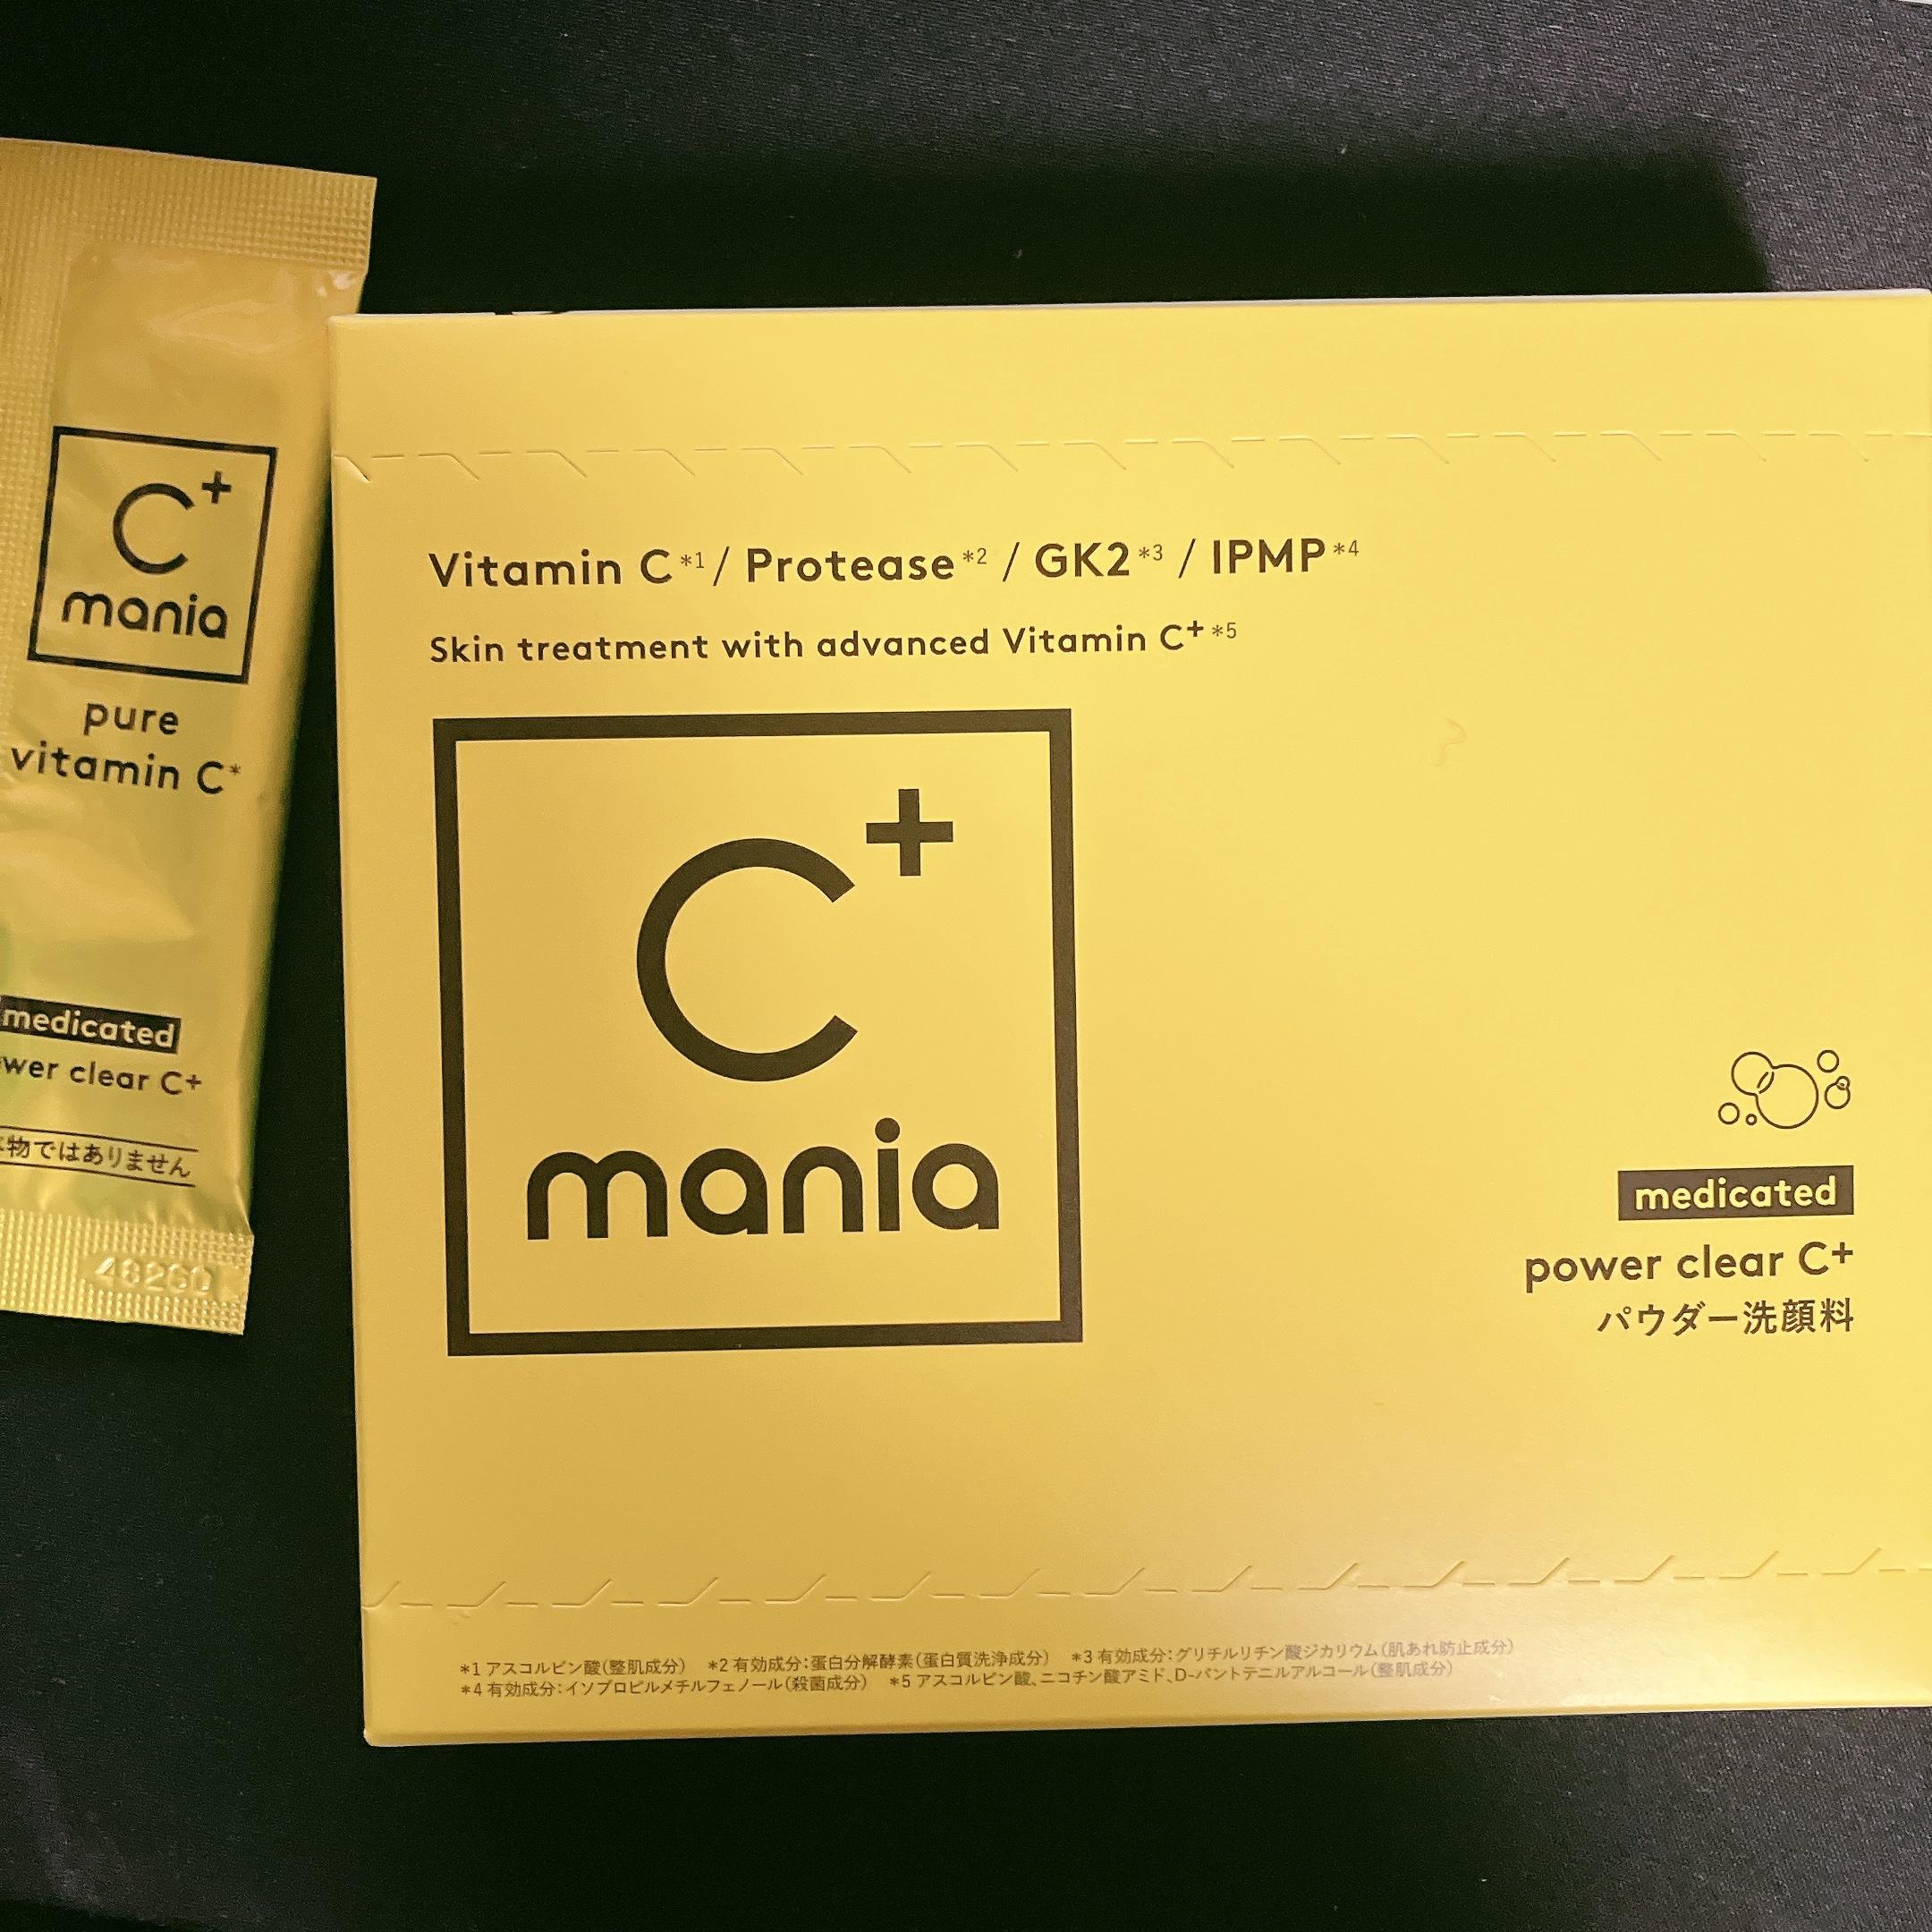 C+
mania
pure
vitamin C*
medicated
clear C+
ではありません
Vitamin C*1 / Protease*2 / GK2*3 / IPMP*4
Skin treatment with advanced Vitamin C+*5
C+
mania
medicated
power clear C+
パウダー洗顔料
*1 アスコルビン酸(整肌成分) *2 有効成分:蛋白分解酵素(蛋白質洗浄成分) *3 有効成分:グリチルリチン酸ジカリウム(肌あれ防止成分)
*4 有効成分:イソプロピルメチルフェノール(殺菌成分) *5 アスコルビン酸、ニコチン酸アミド、D-パントテニルアルコール(整肌成分)